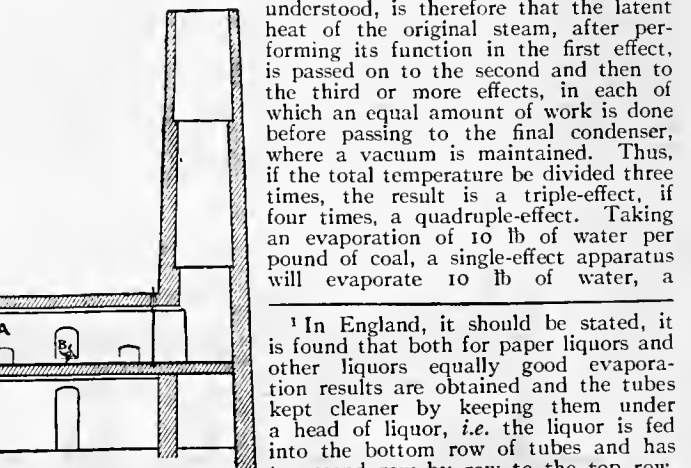 understood, is therefore that the latent
heat of the original steam, after per-
forming its function in the first effect,
is passed on to the second and then to
the third or more effects, in each of
which an equal amount of work is done
before passing to the final condenser,
where a vacuum is maintained. Thus,
if the total temperature be divided three
times, the result is a triple-effect, if
four times, a quadruple-effect. Taking
an evaporation of 10 lb of water per
pound of coal, a single-effect apparatus
will evaporate 10 lb of water, a
A
B
¹ In England, it should be stated, it
is found that both for paper liquors and
other liquors equally good evapora-
tion results are obtained and the tubes
kept cleaner by keeping them under
a head of liquor, i.e. the liquor is fed
into the bottom row of tubes and has
row by row to the top row